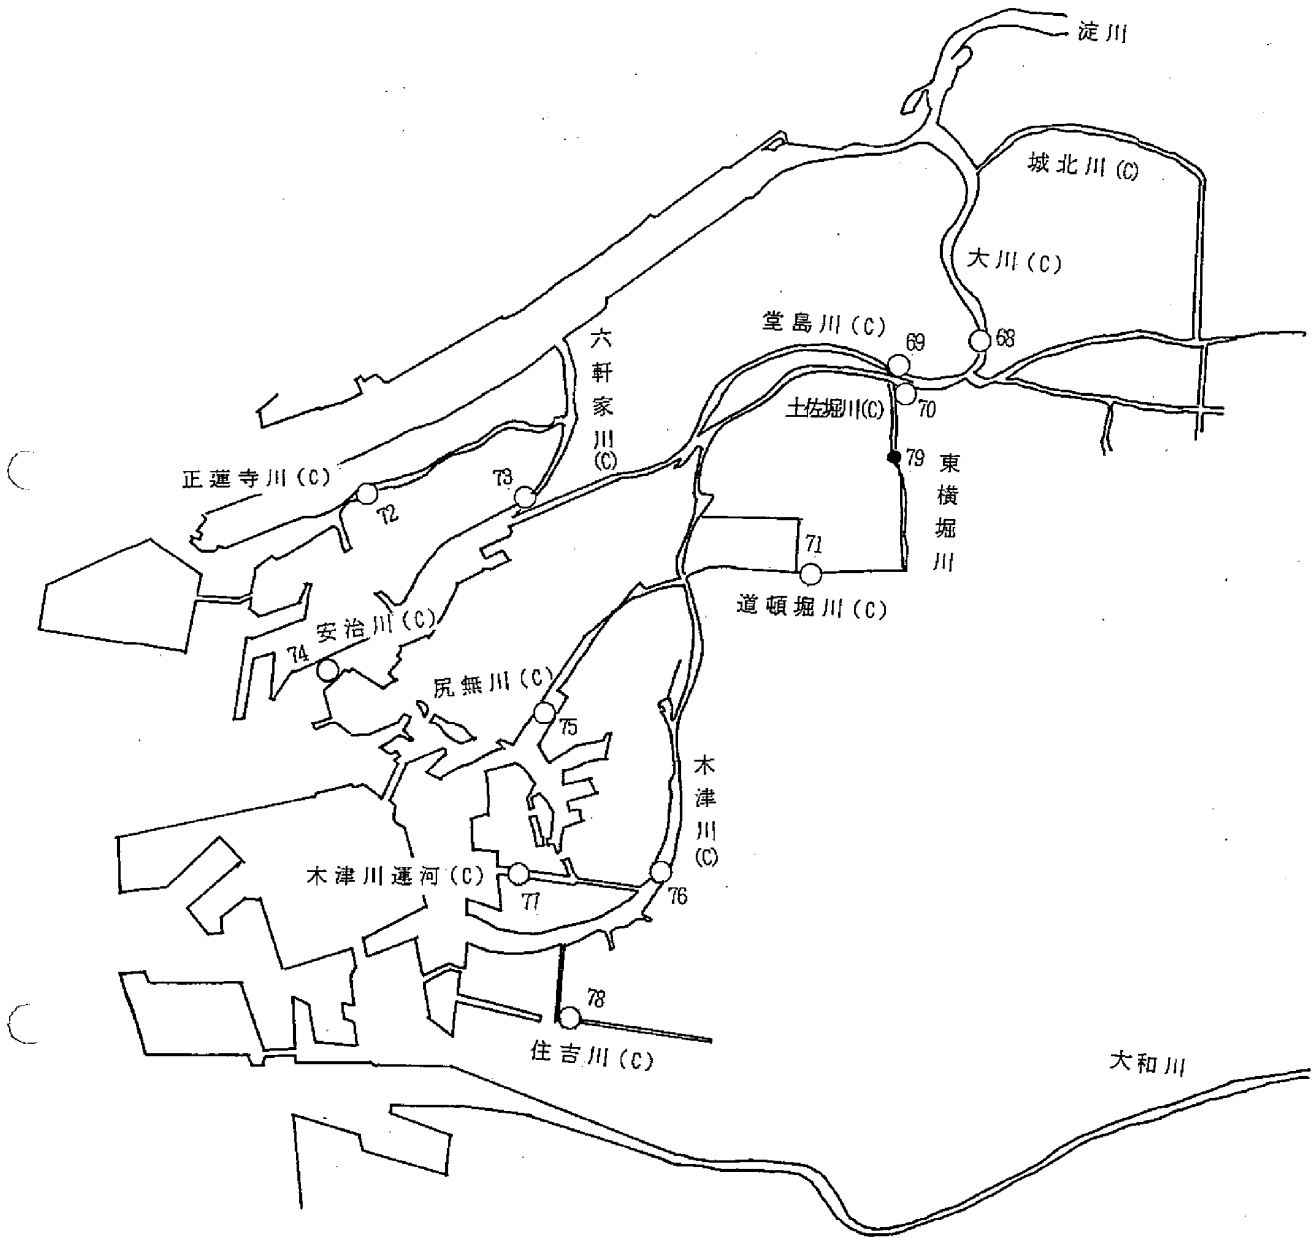 淀川
城北川(C)
大川(C)
堂島川(C)
69
68
六軒家川(C)
土佐堀川(C)
70
79
東横堀川
正蓮寺川(C)
73
72
71
道頓堀川(C)
安治川(C)
74
尻無川(C)
75
木津川(C)
木津川運河(C)
77
76
78
住吉川(C)
大和川